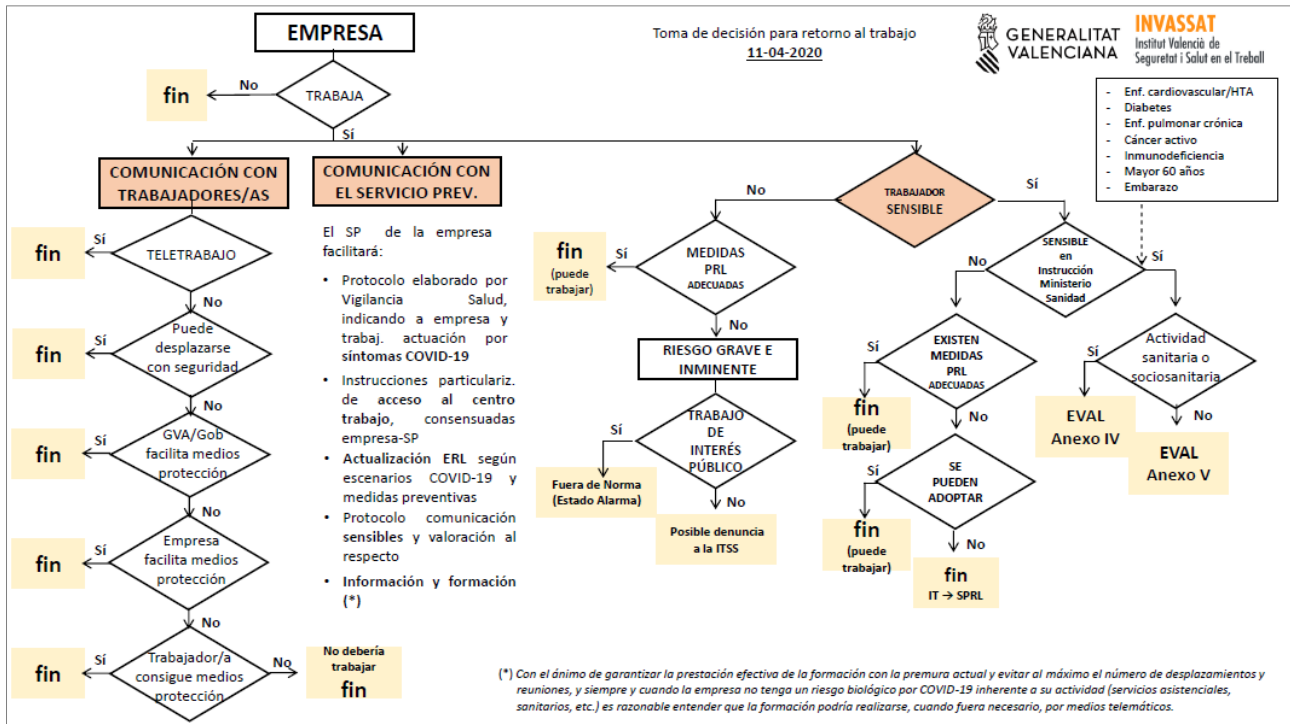 EMPRESA
Toma de decisión para retorno al trabajo
11-04-2020
GENERALITAT
VALENCIANA
INVASSAT
Institut Valencià de
Seguretat i Salut en el Treball
fin
No
TRABAJA
Sí
- Enf. cardiovascular/HTA
- Diabetes
- Enf. pulmonar crónica
- Cáncer activo
- Inmunodeficiencia
- Mayor 60 años
- Embarazo
COMUNICACIÓN CON
TRABAJADORES/AS
COMUNICACIÓN CON
EL SERVICIO PREV.
No
TRABAJADOR
SENSIBLE
Sí
fin
Sí
TELETRABAJO
No
fin
Sí
Puede
desplazarse
con seguridad
No
fin
Sí
GVA/Gob
facilita medios
protección
No
fin
Sí
Empresa
facilita medios
protección
No
fin
Sí
Trabajador/a
consigue medios
protección
No
No debería
trabajar
fin
El SP de la empresa
facilitará:
• Protocolo elaborado por
Vigilancia Salud,
indicando a empresa y
trabaj. actuación por
síntomas COVID-19
• Instrucciones particulariz.
de acceso al centro
trabajo, consensuadas
empresa-SP
• Actualización ERL según
escenarios COVID-19 y
medidas preventivas
• Protocolo comunicación
sensibles y valoración al
respecto
• Información y formación
(*)
fin
(puede
trabajar)
Sí
MEDIDAS
PRL
ADECUADAS
No
RIESGO GRAVE E
INMINENTE
Sí
TRABAJO
DE
INTERÉS
PÚBLICO
Fuera de Norma
(Estado Alarma)
No
Posible denuncia
a la ITSS
No
SENSIBLE
en
Instrucción
Ministerio
Sanidad
Sí
Sí
EXISTEN
MEDIDAS
PRL
ADECUADAS
fin
(puede
trabajar)
No
Sí
SE
PUEDEN
ADOPTAR
fin
(puede
trabajar)
No
fin
IT → SPRL
Sí
Actividad
sanitaria o
sociosanitaria
EVAL
Anexo IV
No
EVAL
Anexo V
(*) Con el ánimo de garantizar la prestación efectiva de la formación con la premura actual y evitar al máximo el número de desplazamientos y
reuniones, y siempre y cuando la empresa no tenga un riesgo biológico por COVID-19 inherente a su actividad (servicios asistenciales,
sanitarios, etc.) es razonable entender que la formación podría realizarse, cuando fuera necesario, por medios telemáticos.